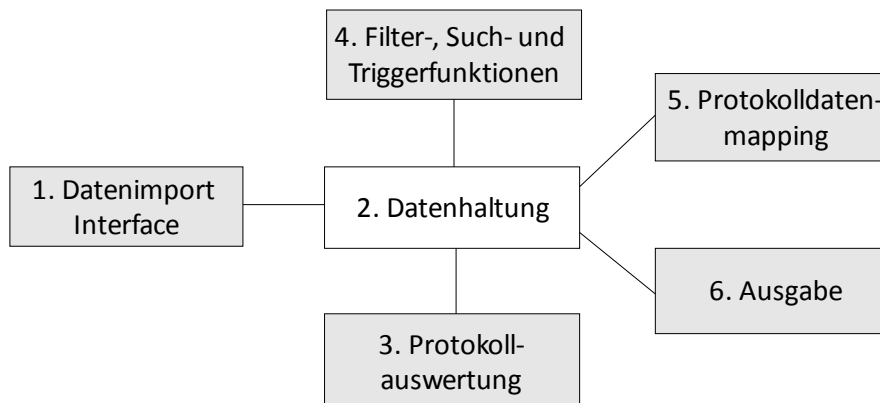 4. Filter-, Such- und
Triggerfunktionen
5. Protokolldaten-
mapping
1. Datenimport
Interface
2. Datenhaltung
6. Ausgabe
3. Protokoll-
auswertung